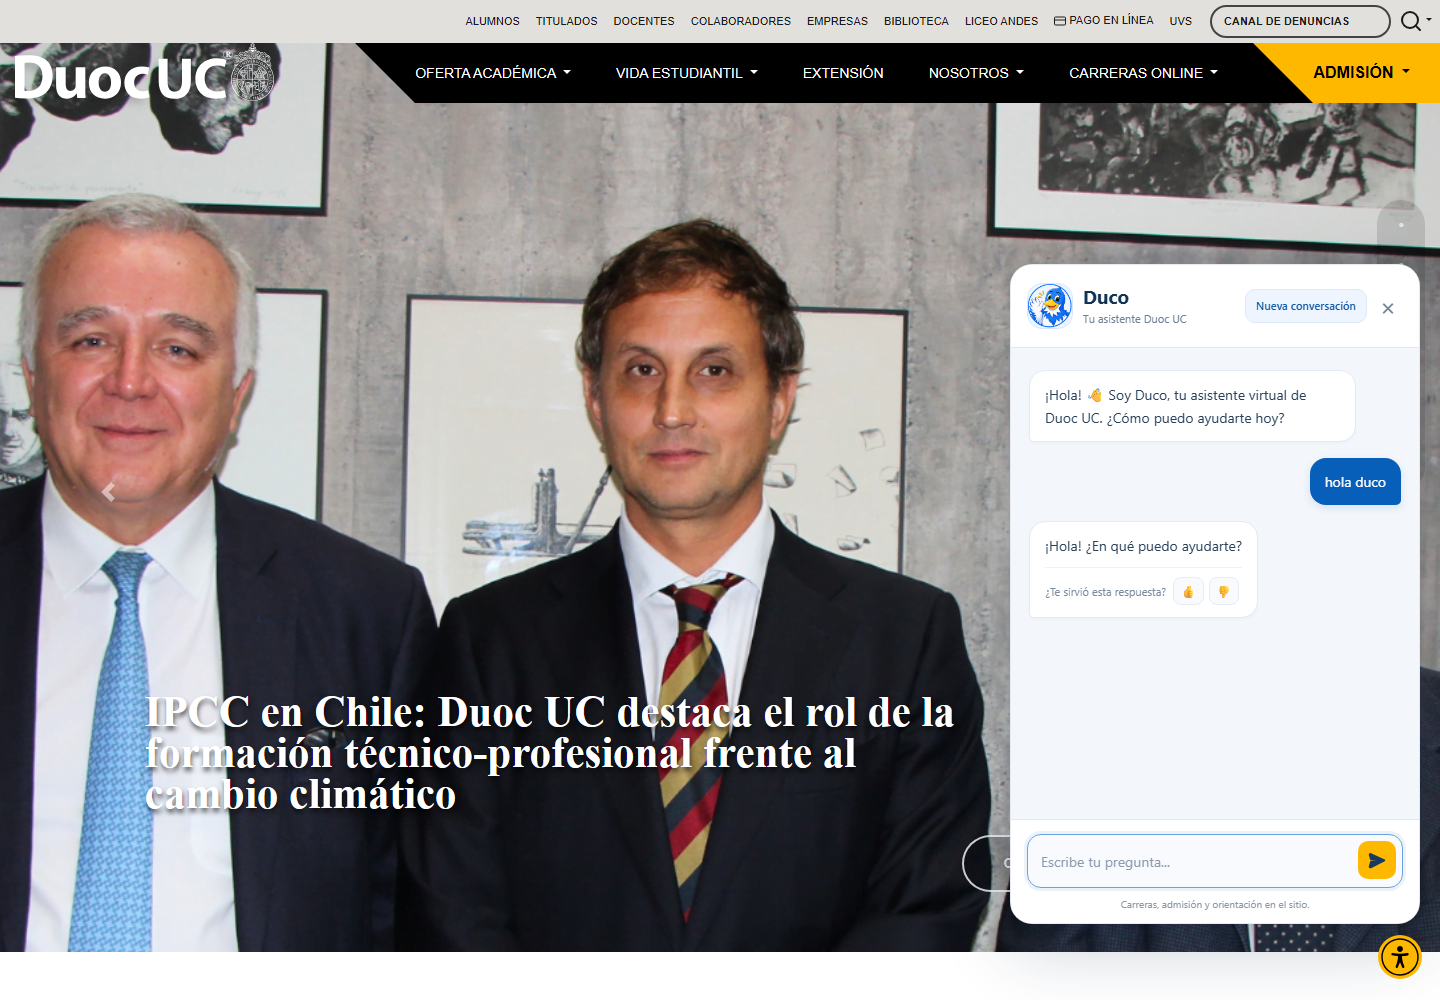 ALUMNOS TITULADOS DOCENTES COLABORADORES EMPRESAS BIBLIOTECA LICEO ANDES PAGO EN LÍNEA UVS CANAL DE DENUNCIAS
DuocUC®
OFERTA ACADÉMICA VIDA ESTUDIANTIL EXTENSIÓN NOSOTROS CARRERAS ONLINE ADMISIÓN
IPCC en Chile: Duoc UC destaca el rol de la
formación técnico-profesional frente al
cambio climático
Duco
Tu asistente Duoc UC
Nueva conversación
¡Hola! 👋 Soy Duco, tu asistente virtual de
Duoc UC. ¿Cómo puedo ayudarte hoy?
hola duco
¡Hola! ¿En qué puedo ayudarte?
¿Te sirvió esta respuesta? 👍 👎
Escribe tu pregunta...
Carreras, admisión y orientación en el sitio.